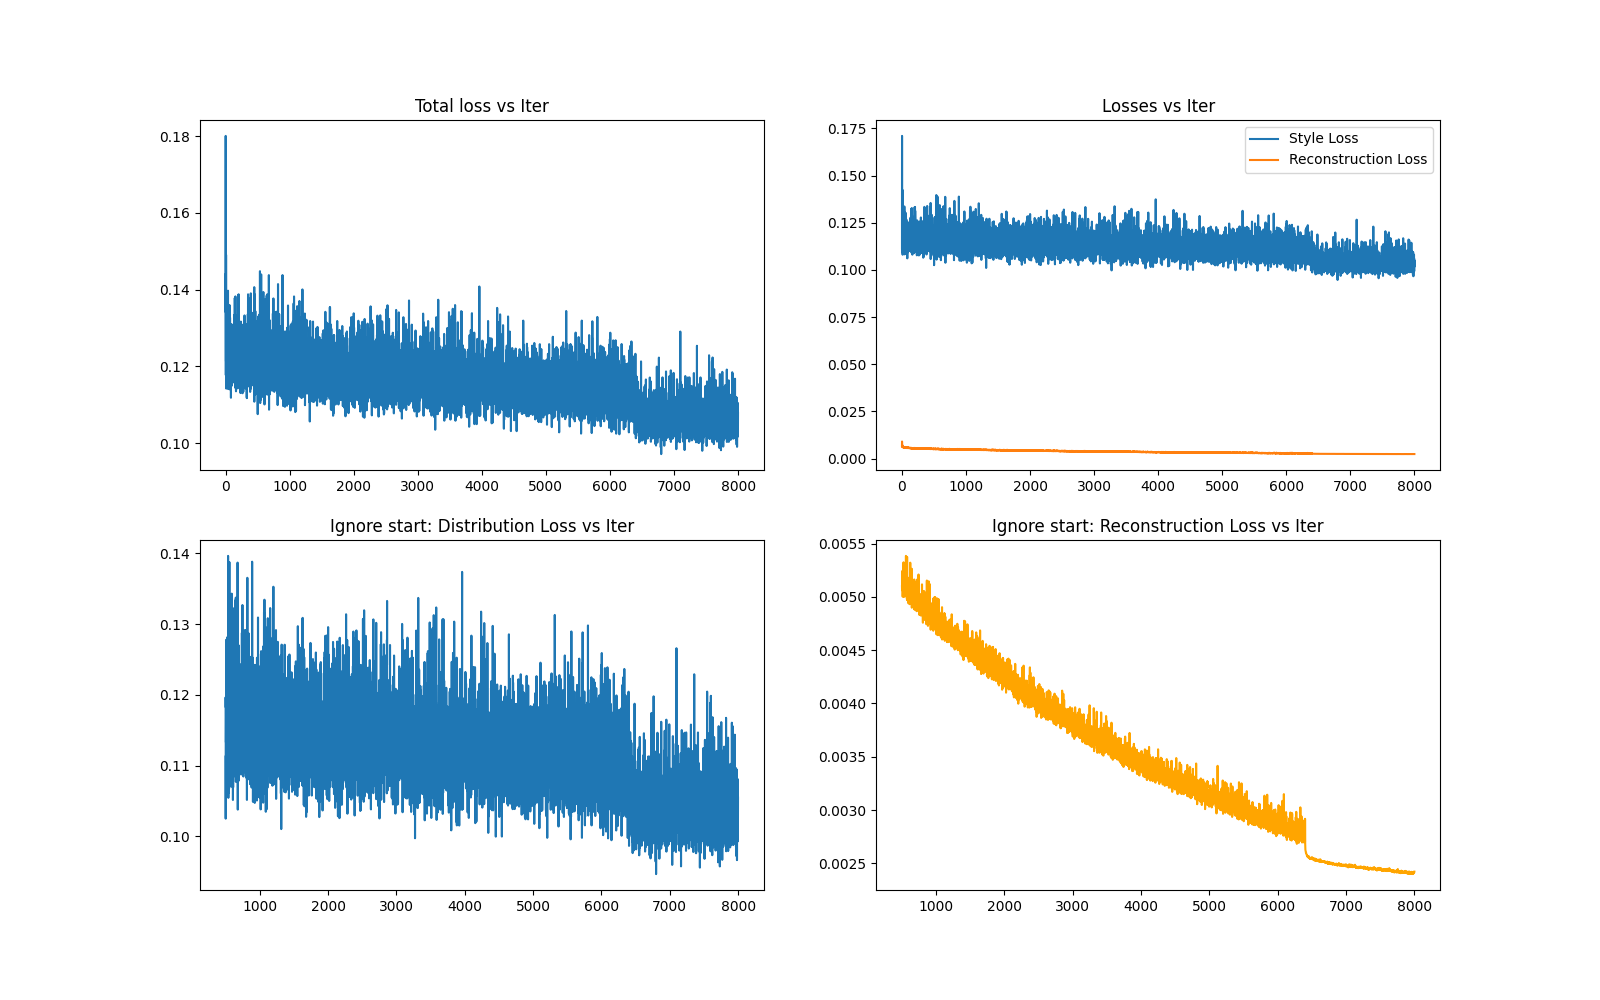 Total loss vs Iter
0.18
0.16
0.14
0.12
0.10
0 1000 2000 3000 4000 5000 6000 7000 8000
Losses vs Iter
Style Loss
Reconstruction Loss
0.175
0.150
0.125
0.100
0.075
0.050
0.025
0.000
0 1000 2000 3000 4000 5000 6000 7000 8000
Ignore start: Distribution Loss vs Iter
0.14
0.13
0.12
0.11
0.10
1000 2000 3000 4000 5000 6000 7000 8000
Ignore start: Reconstruction Loss vs Iter
0.0055
0.0050
0.0045
0.0040
0.0035
0.0030
0.0025
1000 2000 3000 4000 5000 6000 7000 8000